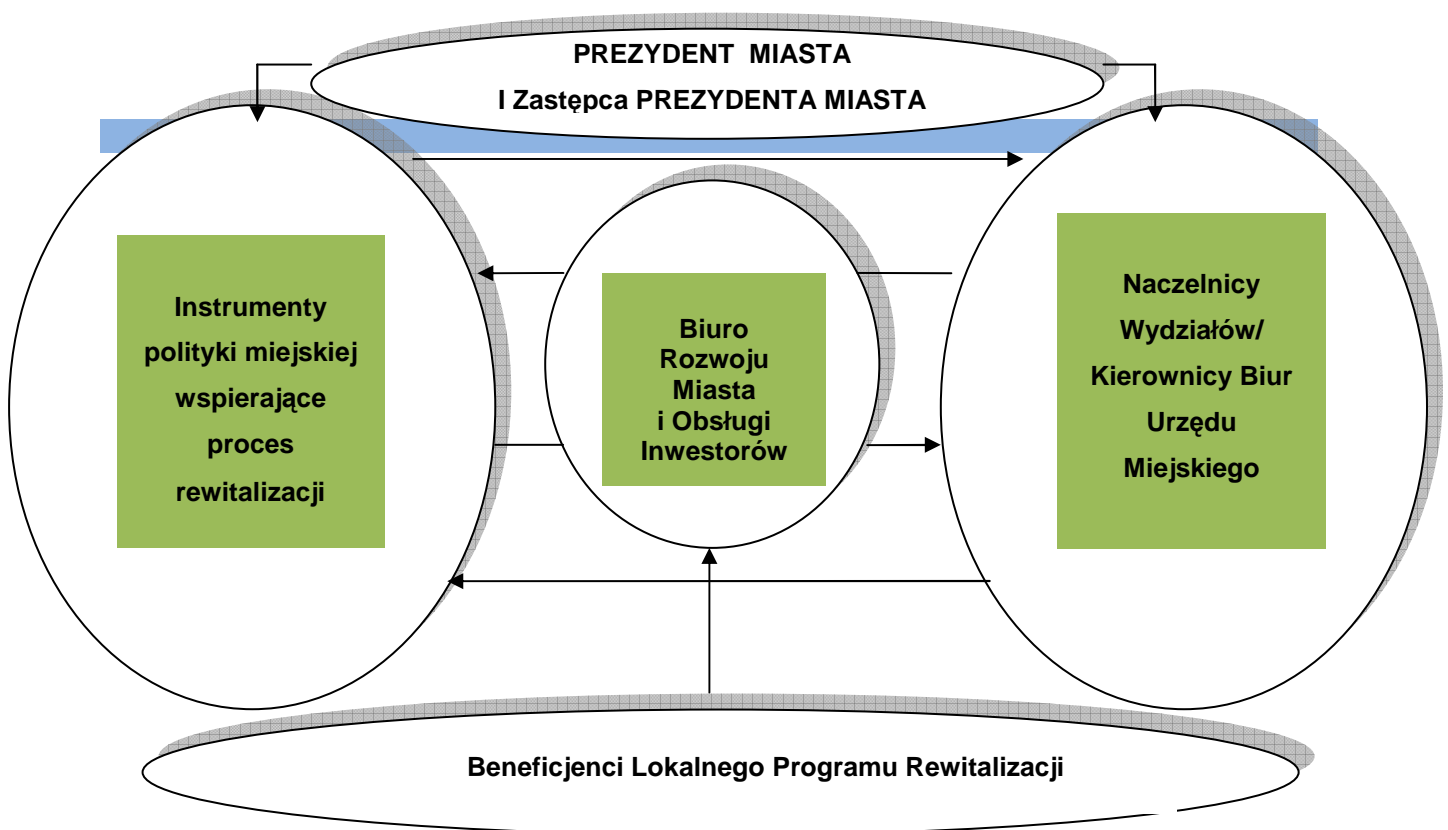 PREZYDENT MIASTA
I Zastępca PREZYDENTA MIASTA
Instrumenty
polityki miejskiej
wspierające
proces
rewitalizacji
Biuro
Rozwoju
Miasta
i Obsługi
Inwestorów
Naczelnicy
Wydziałów/
Kierownicy Biur
Urzędu
Miejskiego
Beneficjenci Lokalnego Programu Rewitalizacji